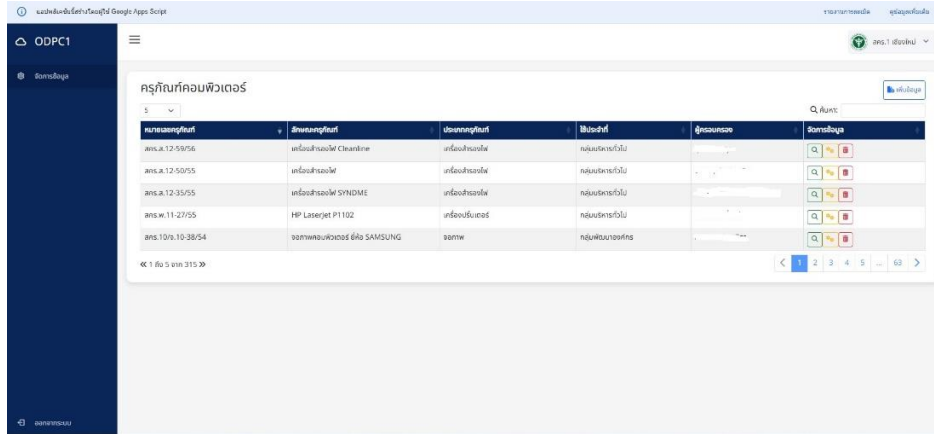 แอปพลิเคชันนี้สร้างโดยผู้ใช้ Google Apps Script
รายงานการละเมิด
ดูข้อมูลเพิ่มเติม
ODPC1
สคร.1 เชียงใหม่
จัดการข้อมูล
ครุภัณฑ์คอมพิวเตอร์
เพิ่มข้อมูล
5
ค้นหา:
หมายเลขครุภัณฑ์ ลักษณะครุภัณฑ์ ประเภทครุภัณฑ์ ใช้ประจำที่ ผู้ครอบครอง จัดการข้อมูล
สคร.ส.12-59/56 เครื่องสำรองไฟ Cleanline เครื่องสำรองไฟ กลุ่มบริหารทั่วไป
สคร.ส.12-50/55 เครื่องสำรองไฟ เครื่องสำรองไฟ กลุ่มบริหารทั่วไป
สคร.ส.12-35/55 เครื่องสำรองไฟ SYNDME เครื่องสำรองไฟ กลุ่มบริหารทั่วไป
สคร.พ.11-27/55 HP Laserjet P1102 เครื่องปริ้นเตอร์ กลุ่มบริหารทั่วไป
สคร.10/จ.10-38/54 จอภาพคอมพิวเตอร์ ยี่ห้อ SAMSUNG จอภาพ กลุ่มพัฒนาองค์กร
1 ถึง 5 จาก 315
1 2 3 4 5 ... 63
ออกจากระบบ